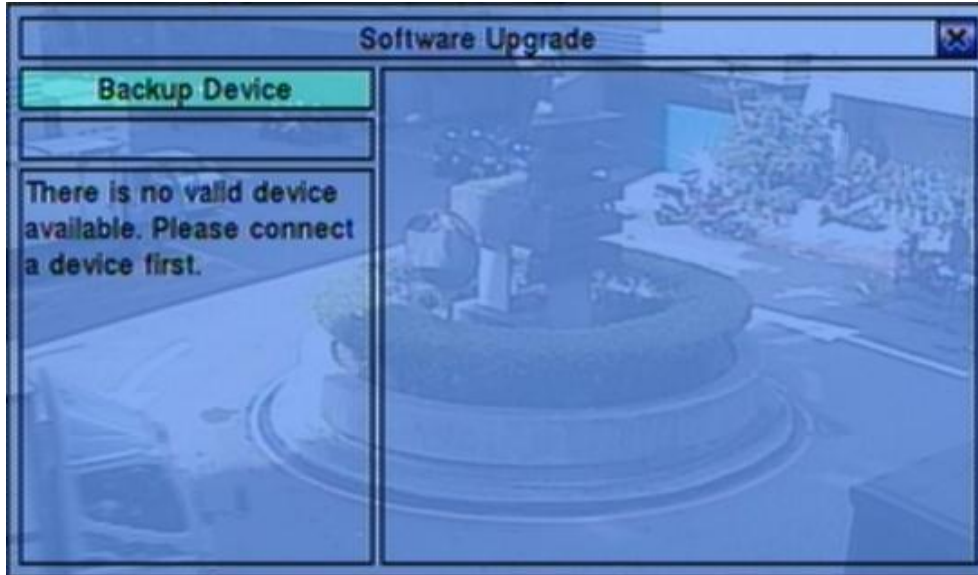 Software Upgrade
Backup Device
There is no valid device
available. Please connect
a device first.